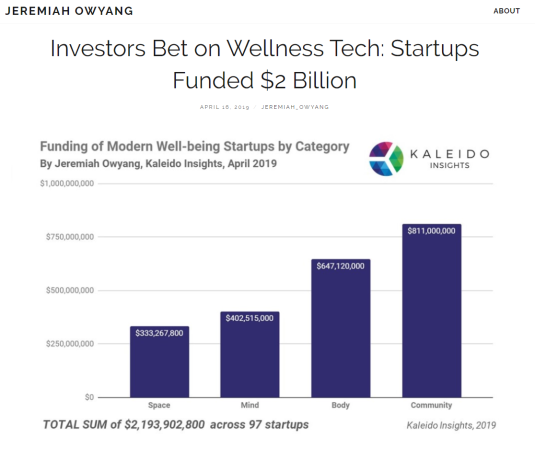 JEREMIAH OWYANG
ABOUT
Investors Bet on Wellness Tech: Startups
Funded $2 Billion
APRIL 16, 2019 / JEREMIAH_OWYANG
Funding of Modern Well-being Startups by Category
By Jeremiah Owyang, Kaleido Insights, April 2019
KALEIDO
INSIGHTS
$1,000,000,000
$750,000,000
$500,000,000
$250,000,000
$0
$333,267,800
$402,515,000
$647,120,000
$811,000,000
Space
Mind
Body
Community
TOTAL SUM of $2,193,902,800 across 97 startups
Kaleido Insights, 2019